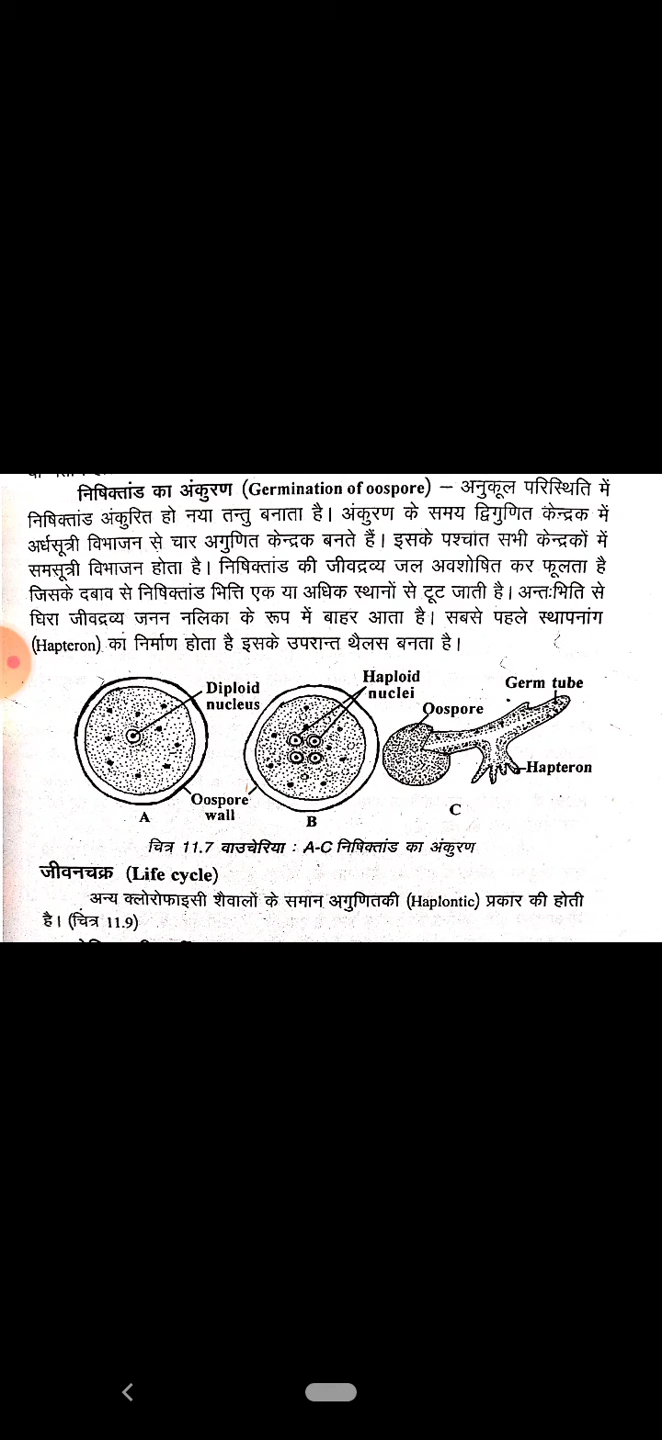 निषिक्तांड का अंकुरण (Germination of oospore) – अनुकूल परिस्थिति में
निषिक्तांड अंकुरित हो नया तन्तु बनाता है। अंकुरण के समय द्विगुणित केन्द्रक में
अर्धसूत्री विभाजन से चार अगुणित केन्द्रक बनते हैं। इसके पश्चात सभी केन्द्रकों में
समसूत्री विभाजन होता है। निषिक्तांड की जीवद्रव्य जल अवशोषित कर फूलता है
जिसके दबाव से निषिक्तांड भित्ति एक या अधिक स्थानों से टूट जाती है। अन्तःभिति से
घिरा जीवद्रव्य जनन नलिका के रूप में बाहर आता है। सबसे पहले स्थापनांग
(Hapteron) का निर्माण होता है इसके उपरान्त थैलस बनता है।
Diploid
nucleus
Haploid
nuclei
Oospore
Germ tube
Hapteron
Oospore
wall
A
B
C
चित्र 11.7 वाउचेरिया : A-C निषिक्तांड का अंकुरण
जीवनचक्र (Life cycle)
अन्य क्लोरोफाइसी शैवालों के समान अगुणितकी (Haplontic) प्रकार की होती
है। (चित्र 11.9)